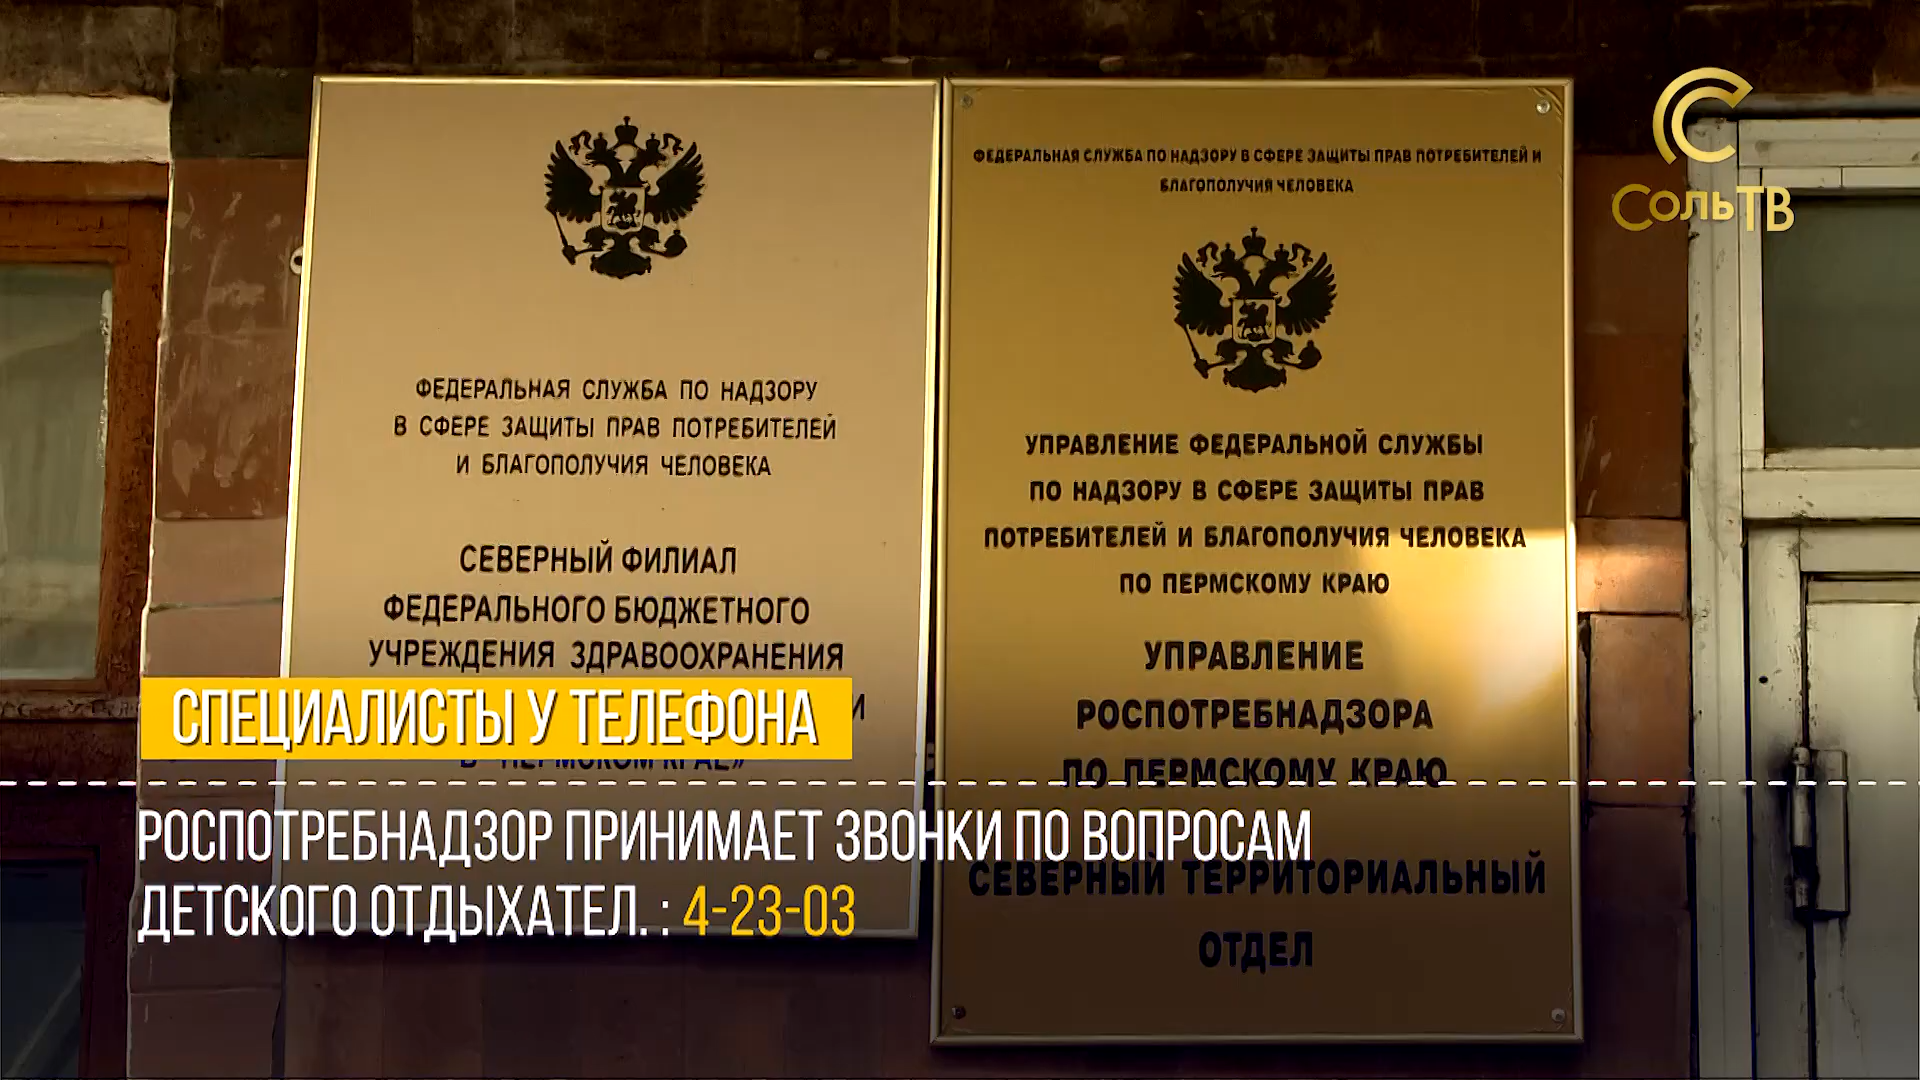 ФЕДЕРАЛЬНАЯ СЛУЖБА ПО НАДЗОРУ
В СФЕРЕ ЗАЩИТЫ ПРАВ ПОТРЕБИТЕЛЕЙ
И БЛАГОПОЛУЧИЯ ЧЕЛОВЕКА
СЕВЕРНЫЙ ФИЛИАЛ
ФЕДЕРАЛЬНОГО БЮДЖЕТНОГО
УЧРЕЖДЕНИЯ ЗДРАВООХРАНЕНИЯ
И
В "ПЕРМСКОМ КРАЕ»
ФЕДЕРАЛЬНАЯ СЛУЖБА ПО НАДЗОРУ В СФЕРЕ ЗАЩИТЫ ПРАВ ПОТРЕБИТЕЛЕЙ И
БЛАГОПОЛУЧИЯ ЧЕЛОВЕКА
УПРАВЛЕНИЕ ФЕДЕРАЛЬНОЙ СЛУЖБЫ
ПО НАДЗОРУ В СФЕРЕ ЗАЩИТЫ ПРАВ
ПОТРЕБИТЕЛЕЙ И БЛАГОПОЛУЧИЯ ЧЕЛОВЕКА
ПО ПЕРМСКОМУ КРАЮ
УПРАВЛЕНИЕ
РОСПОТРЕБНАДЗОРА
ПО ПЕРМСКОМУ КРАЮ
СЕВЕРНЫЙ ТЕРРИТОРИАЛЬНЫЙ
ОТДЕЛ
СОЛЬТВ
СПЕЦИАЛИСТЫ У ТЕЛЕФОНА
РОСПОТРЕБНАДЗОР ПРИНИМАЕТ ЗВОНКИ ПО ВОПРОСАМ
ДЕТСКОГО ОТДЫХАТЕЛ. : 4-23-03